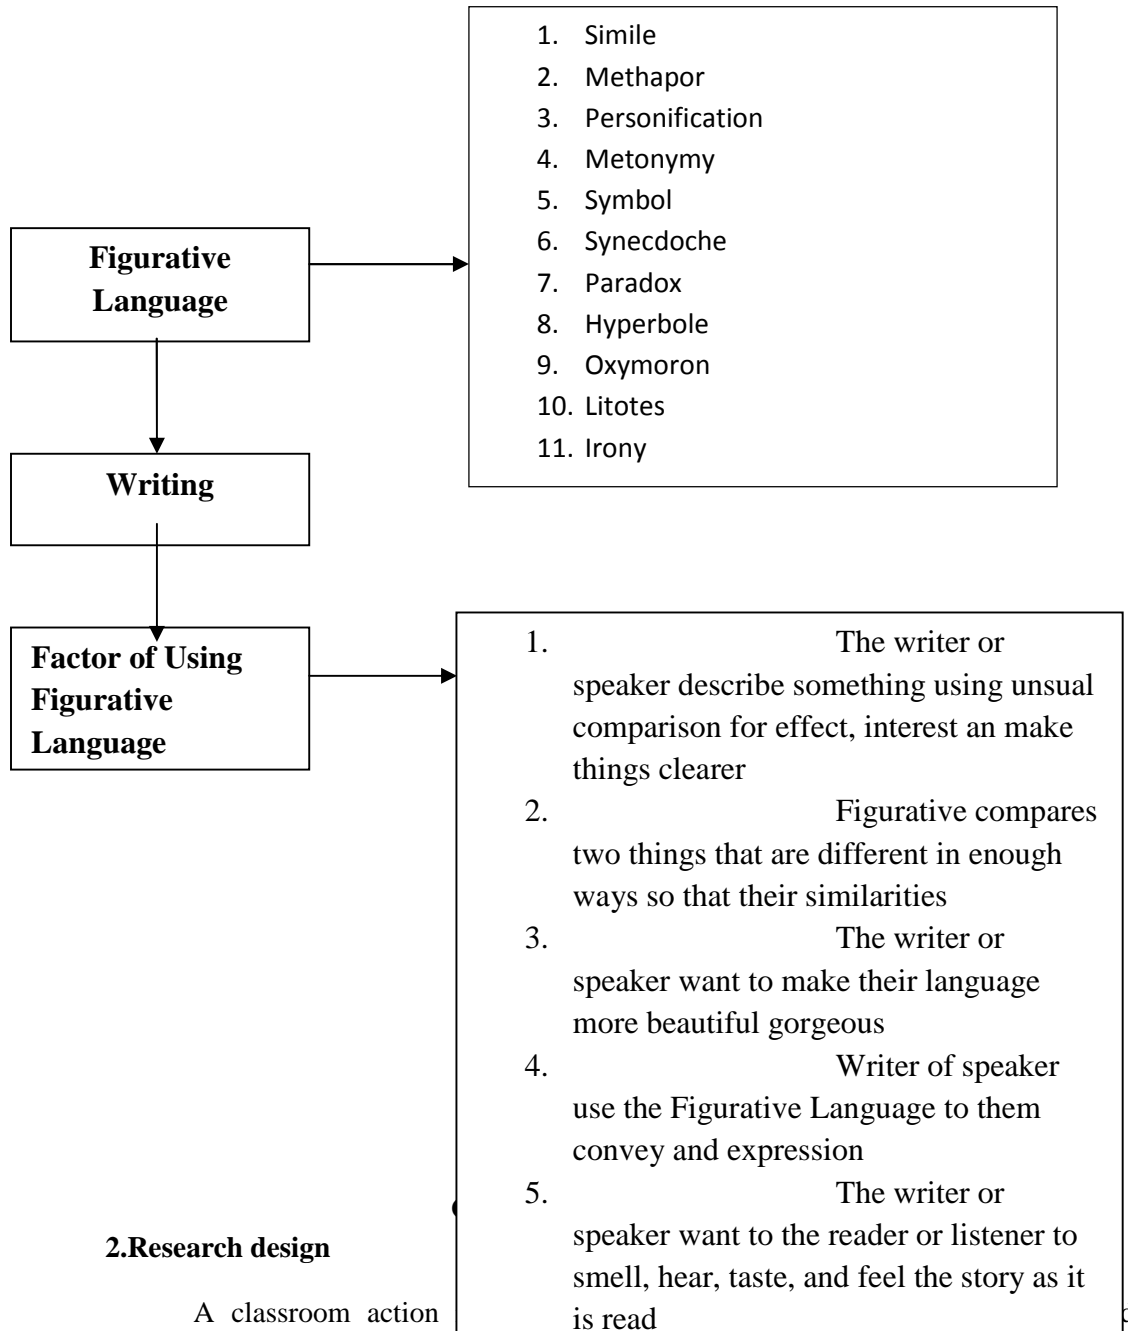 1. Simile
2. Methapor
3. Personification
4. Metonymy
5. Symbol
6. Synecdoche
7. Paradox
8. Hyperbole
9. Oxymoron
10. Litotes
11. Irony
Figurative
Language
Writing
Factor of Using
Figurative
Language
1. The writer or
speaker describe something using unsual
comparison for effect, interest an make
things clearer
2. Figurative compares
two things that are different in enough
ways so that their similarities
3. The writer or
speaker want to make their language
more beautiful gorgeous
4. Writer of speaker
use the Figurative Language to them
convey and expression
5. The writer or
speaker want to the reader or listener to
smell, hear, taste, and feel the story as it
is read
2.Research design
A classroom action